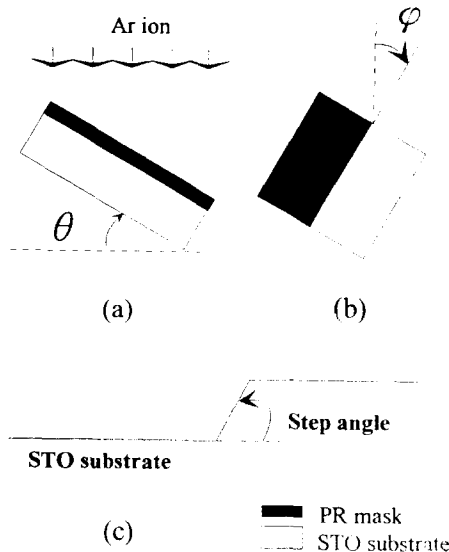 Ar ion
φ
θ
(a)
(b)
Step angle
STO substrate
(c)
PR mask
STO substrate